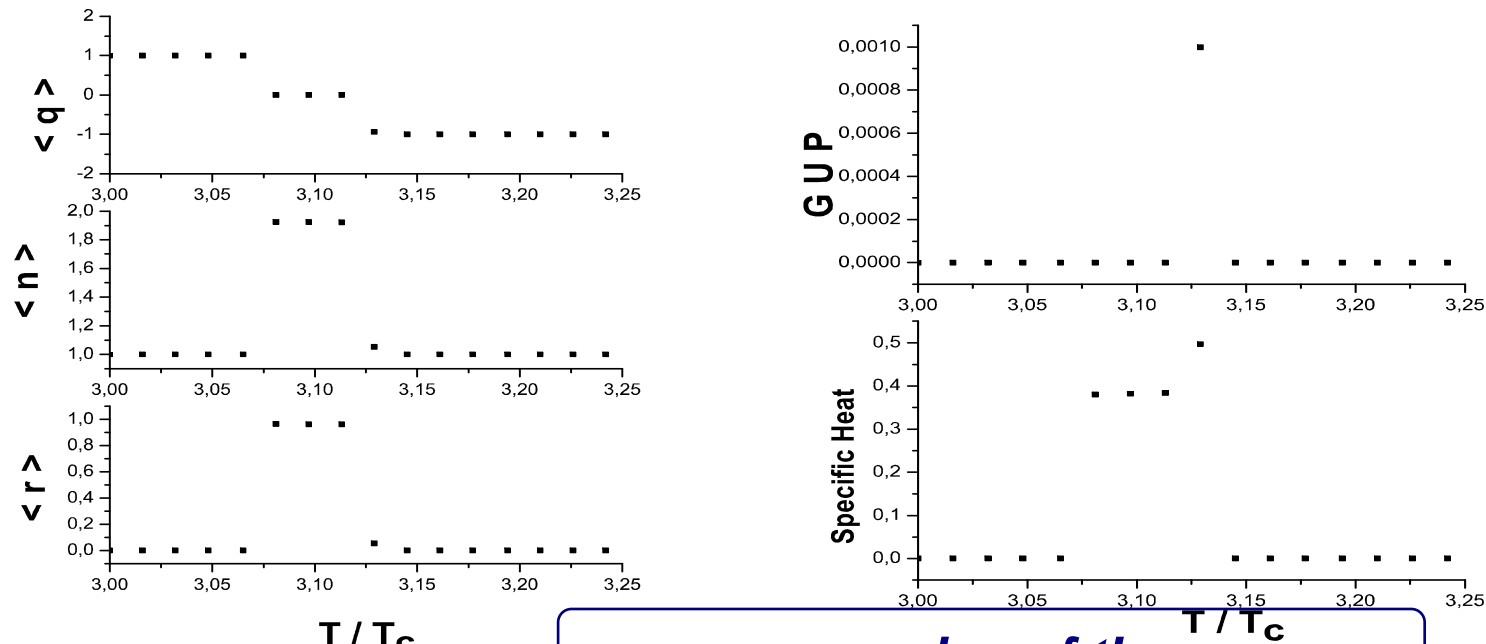 2
1
0
-1
-2
< q >
3,00 3,05 3,10 3,15 3,20 3,25
2,0
1,8
1,6
1,4
1,2
1,0
< n >
3,00 3,05 3,10 3,15 3,20 3,25
1,0
0,8
0,6
0,4
0,2
0,0
< r >
3,00 3,05 3,10 3,15 3,20 3,25
T / Tc
0,0010
0,0008
0,0006
0,0004
0,0002
0,0000
G U P
3,00 3,05 3,10 3,15 3,20 3,25
0,5
0,4
0,3
0,2
0,1
0,0
Specific Heat
3,00 3,05 3,10 3,15 3,20 3,25
T / Tc